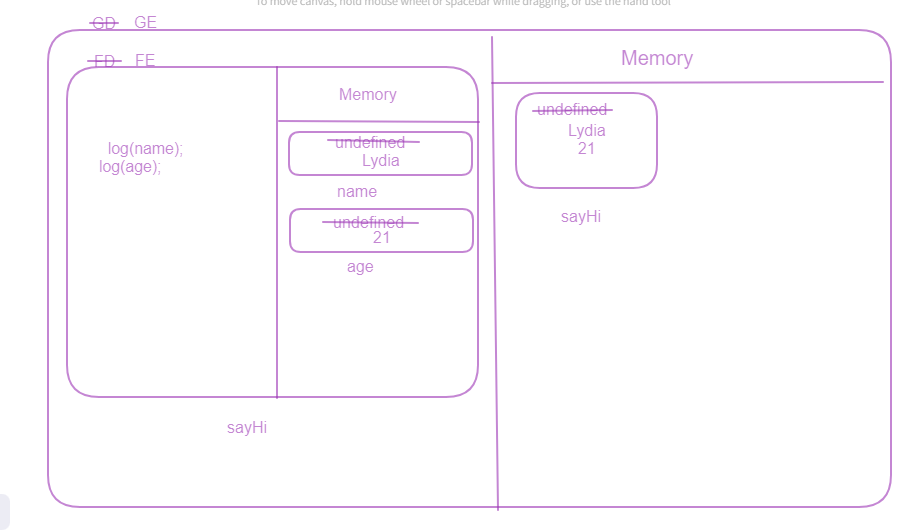 To move canvas, hold mouse wheel or spacebar while dragging, or use the hand tool
GD GE
FD FE
Memory
Memory
undefined
Lydia
21
sayHi
log(name);
log(age);
undefined
Lydia
name
undefined
21
age
sayHi